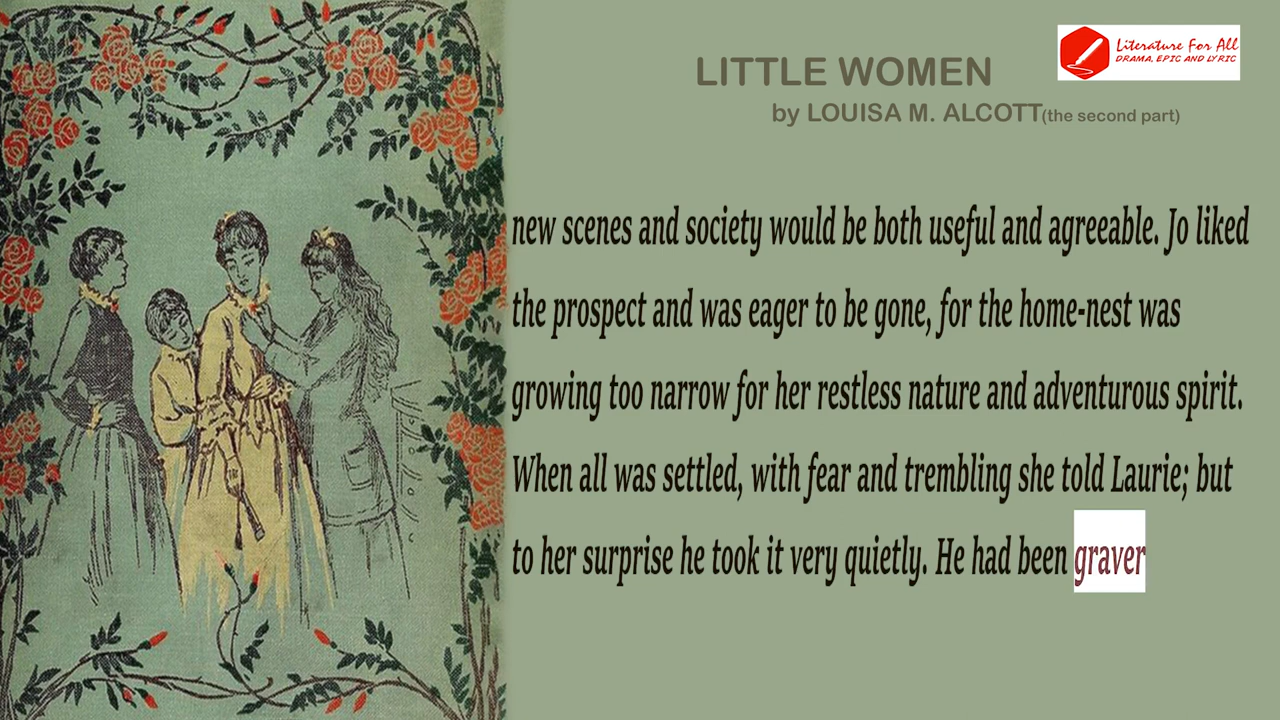 LITTLE WOMEN
by LOUISA M. ALCOTT(the second part)
Literature For All
DRAMA, EPIC AND LYRIC
new scenes and society would be both useful and agreeable. Jo liked
the prospect and was eager to be gone, for the home-nest was
growing too narrow for her restless nature and adventurous spirit.
When all was settled, with fear and trembling she told Laurie; but
to her surprise he took it very quietly. He had been graver